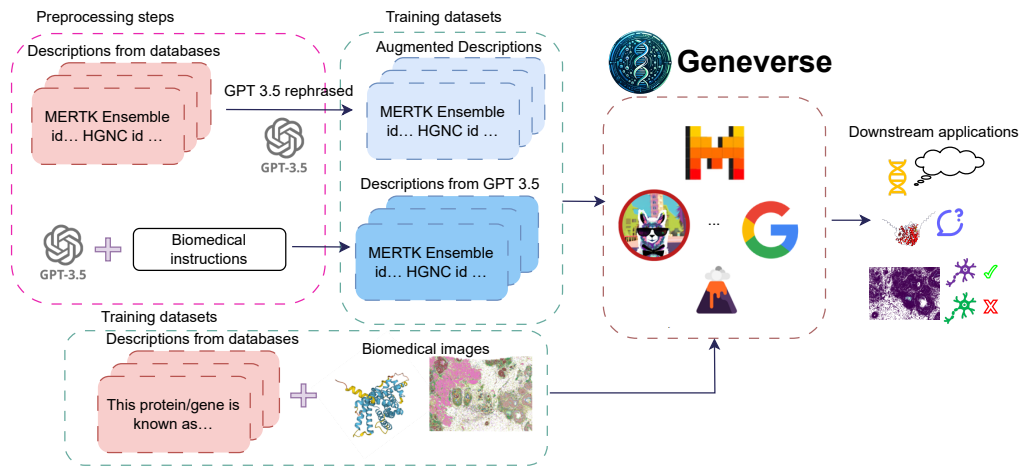 Preprocessing steps
Training datasets
Descriptions from databases
Augmented Descriptions
Geneverse
MERTK Ensemble
id… HGNC id …
GPT 3.5 rephrased
GPT-3.5
MERTK Ensemble
id… HGNC id …
Descriptions from GPT 3.5
GPT-3.5
Biomedical
instructions
MERTK Ensemble
id… HGNC id …
...
Downstream applications
Training datasets
Descriptions from databases
Biomedical images
This protein/gene is
known as…